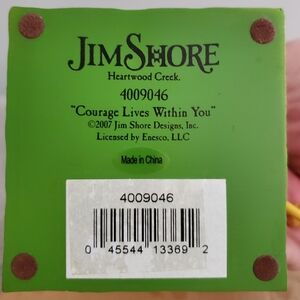 JIM SHORE
Heartwood Creek.
4009046
"Courage Lives Within You"
©2007 Jim Shore Designs, Inc.
Licensed by Enesco, LLC
Made in China
4009046
0 45544 13369 2